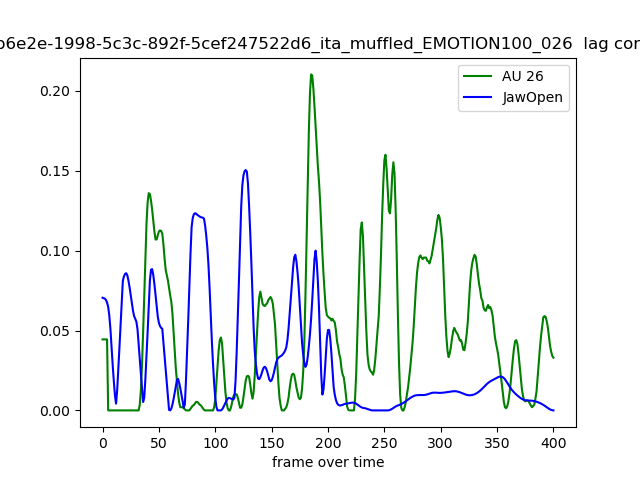 b6e2e-1998-5c3c-892f-5cef247522d6_ita_muffled_EMOTION100_026 lag cor
AU 26
JawOpen
0.20
0.15
0.10
0.05
0.00
0 50 100 150 200 250 300 350 400
frame over time